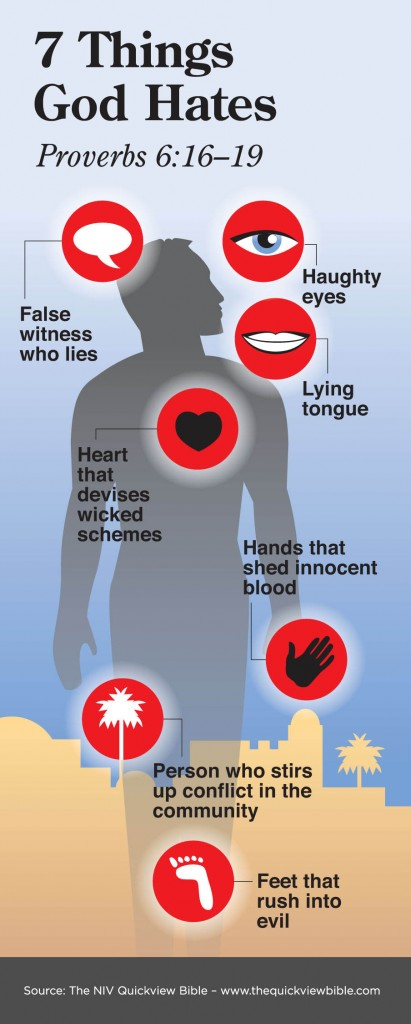 7 Things
God Hates
Proverbs 6:16–19
False
witness
who lies
Haughty
eyes
Lying
tongue
Heart
that
devises
wicked
schemes
Hands that
shed innocent
blood
Person who stirs
up conflict in the
community
Feet that
rush into
evil
Source: The NIV Quickview Bible – www.thequickviewbible.com